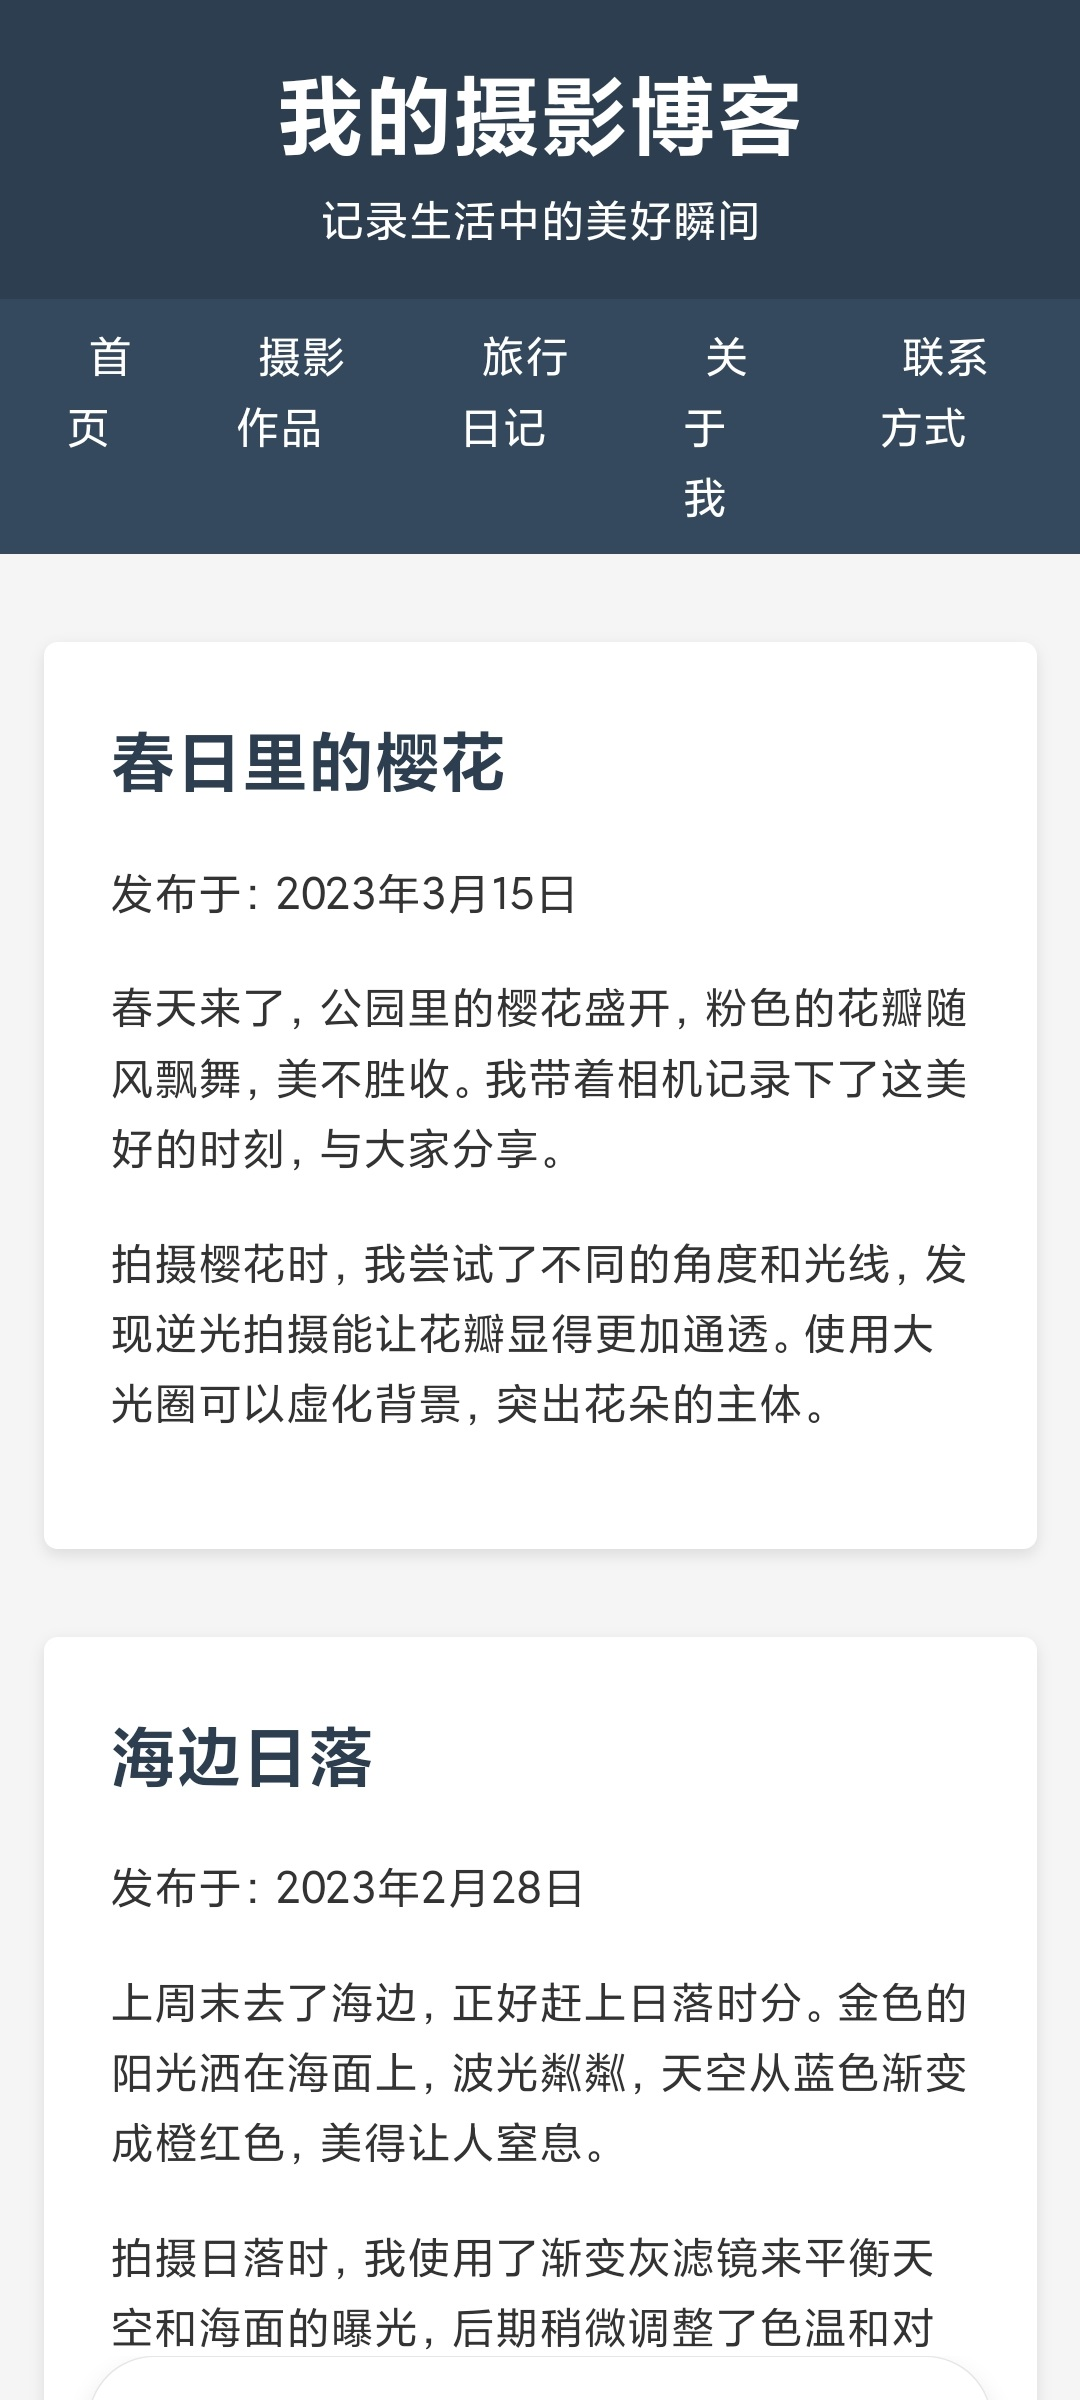 我的摄影博客
记录生活中的美好瞬间
首页
摄影作品
旅行日记
关于我
联系方式
春日里的樱花
发布于: 2023年3月15日
春天来了, 公园里的樱花盛开, 粉色的花瓣随
风飘舞, 美不胜收。我带着相机记录下了这美
好的时刻, 与大家分享。
拍摄樱花时, 我尝试了不同的角度和光线, 发
现逆光拍摄能让花瓣显得更加通透。使用大
光圈可以虚化背景, 突出花朵的主体。
海边日落
发布于: 2023年2月28日
上周末去了海边, 正好赶上日落时分。金色的
阳光洒在海面上, 波光粼粼, 天空从蓝色渐变
成橙红色, 美得让人窒息。
拍摄日落时, 我使用了渐变灰滤镜来平衡天
空和海面的曝光, 后期稍微调整了色温和对